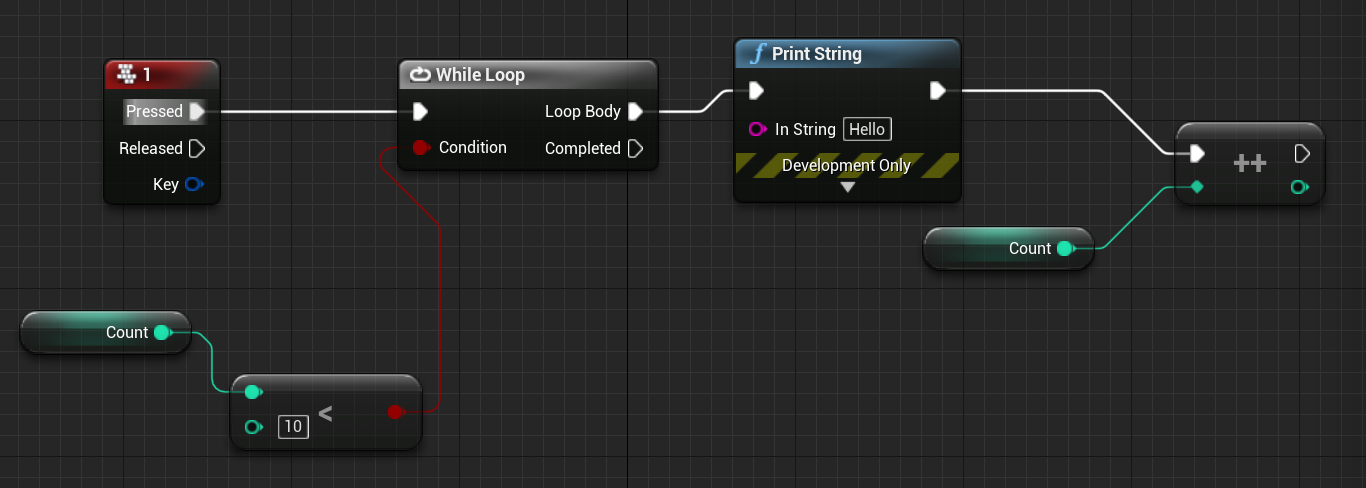 1
Pressed
Released
Key
While Loop
Loop Body
Condition
Completed
f Print String
In String Hello
Development Only
++
Count
Count
10 <